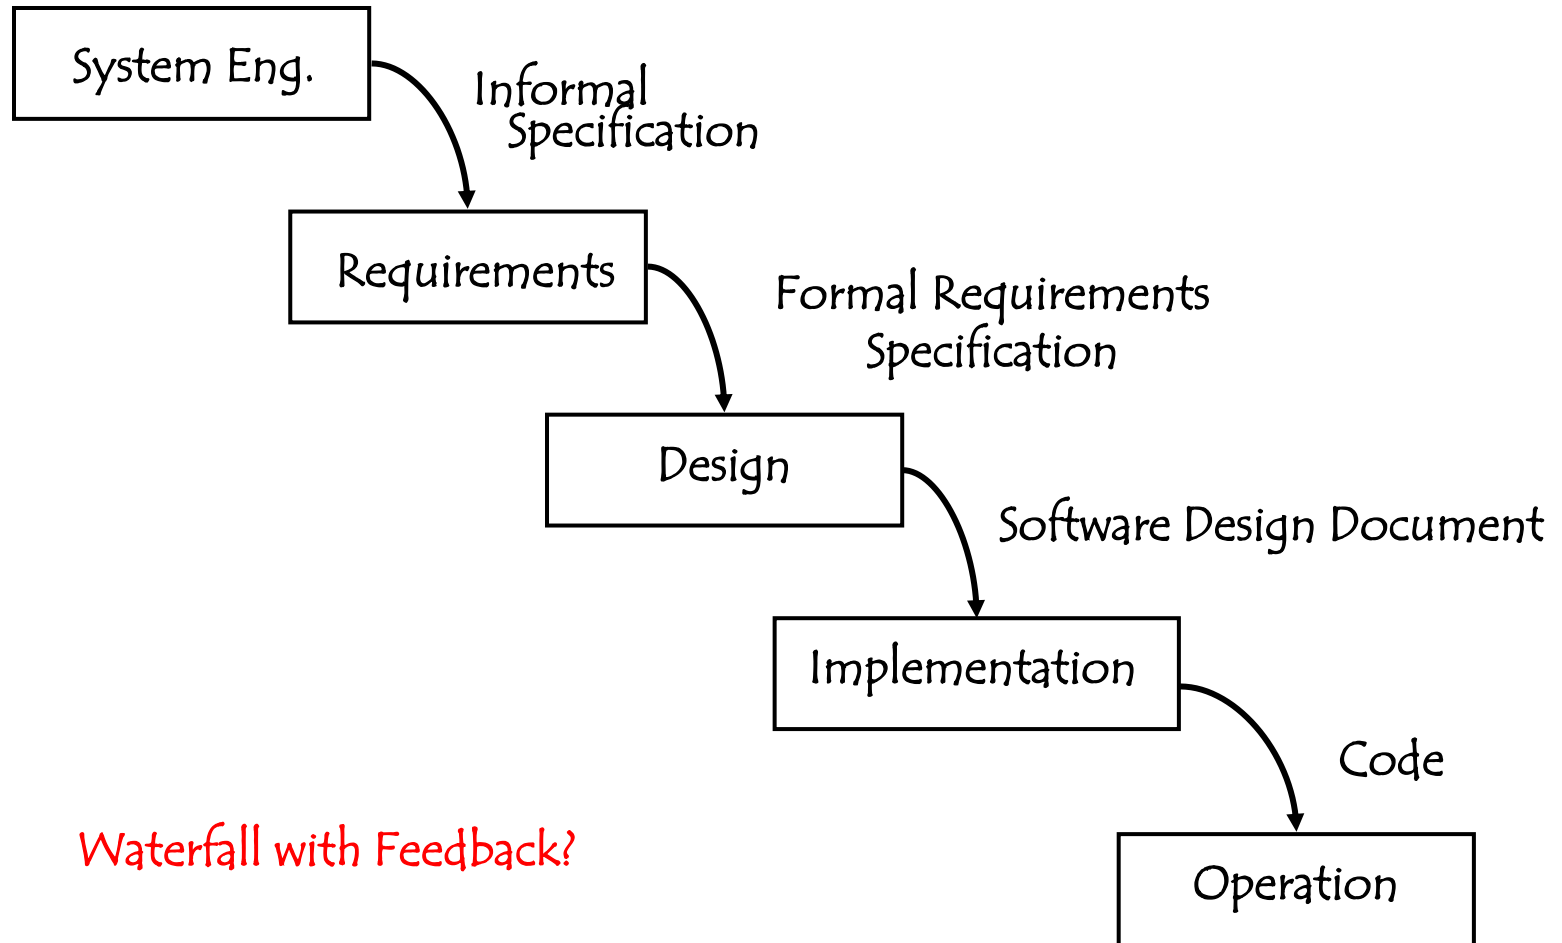 System Eng.
Informal
Specification
Requirements
Formal Requirements
Specification
Design
Software Design Document
Implementation
Code
Waterfall with Feedback?
Operation